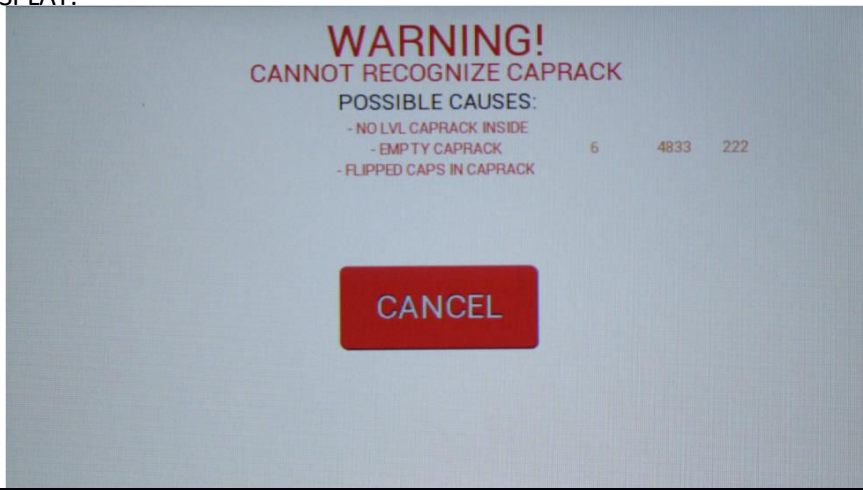 WARNING!
CANNOT RECOGNIZE CAPRACK
POSSIBLE CAUSES:
- NO LVL CAPRACK INSIDE
- EMPTY CAPRACK 6 4833 222
- FLIPPED CAPS IN CAPRACK
CANCEL